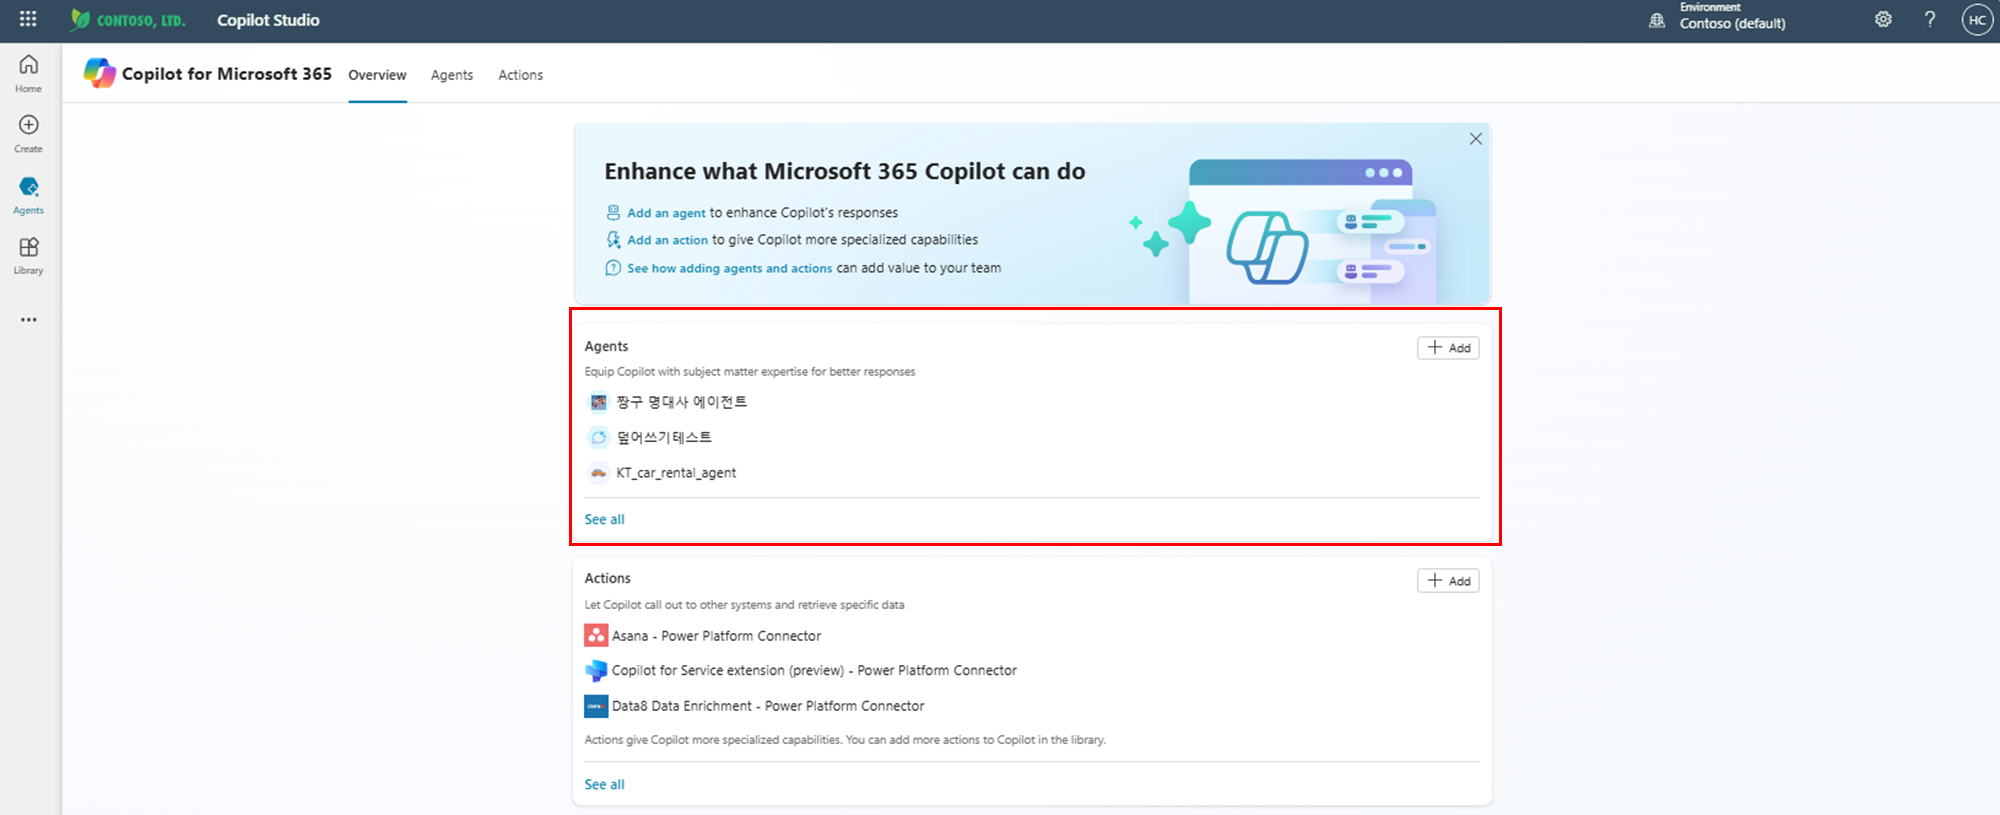 CONTOSO, LTD. Copilot Studio
Environment
Contoso (default)
?
HC
Home
Create
Agents
Library
Copilot for Microsoft 365 Overview Agents Actions
Enhance what Microsoft 365 Copilot can do
Add an agent to enhance Copilot's responses
Add an action to give Copilot more specialized capabilities
See how adding agents and actions can add value to your team
Agents
Add
Equip Copilot with subject matter expertise for better responses
짱구 명대사 에이전트
덮어쓰기테스트
KT_car_rental_agent
See all
Actions
Add
Let Copilot call out to other systems and retrieve specific data
Asana - Power Platform Connector
Copilot for Service extension (preview) - Power Platform Connector
Data8 Data Enrichment - Power Platform Connector
Actions give Copilot more specialized capabilities. You can add more actions to Copilot in the library.
See all